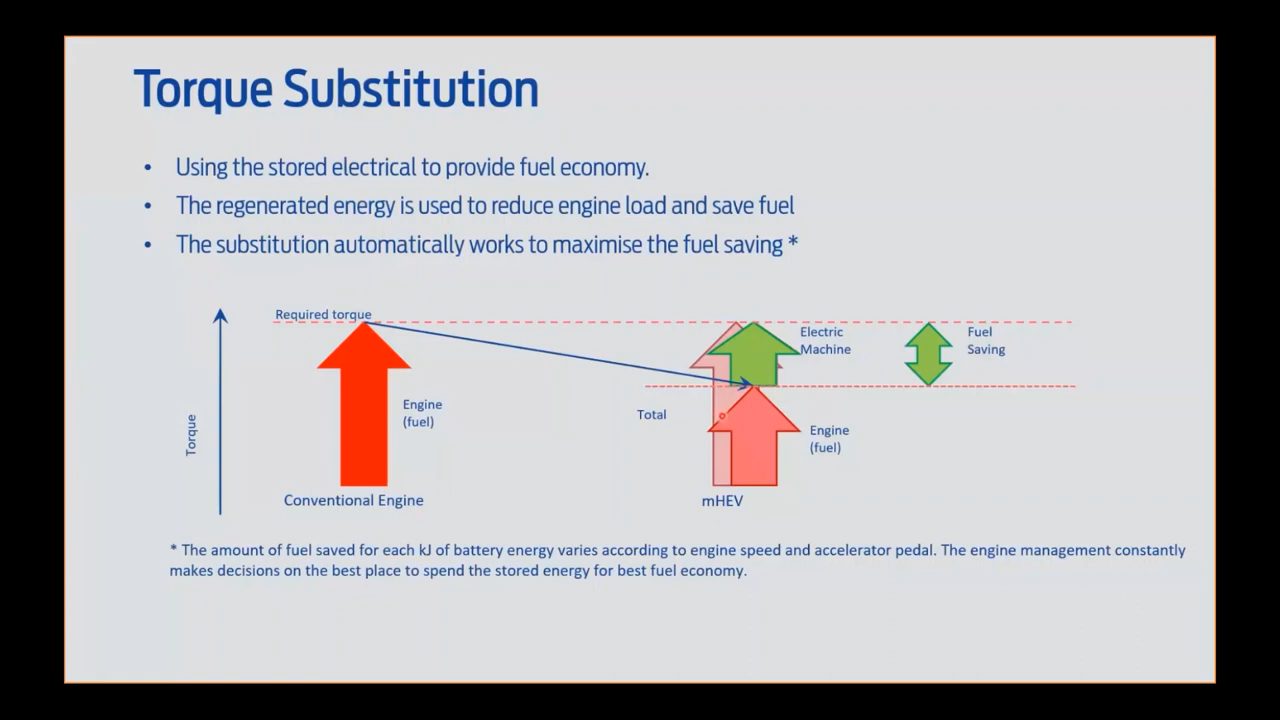 Torque Substitution
• Using the stored electrical to provide fuel economy.
• The regenerated energy is used to reduce engine load and save fuel
• The substitution automatically works to maximise the fuel saving *
Required torque
Electric
Machine
Fuel
Saving
Torque
Engine
(fuel)
Total
Engine
(fuel)
Conventional Engine
mHEV
* The amount of fuel saved for each kJ of battery energy varies according to engine speed and accelerator pedal. The engine management constantly
makes decisions on the best place to spend the stored energy for best fuel economy.